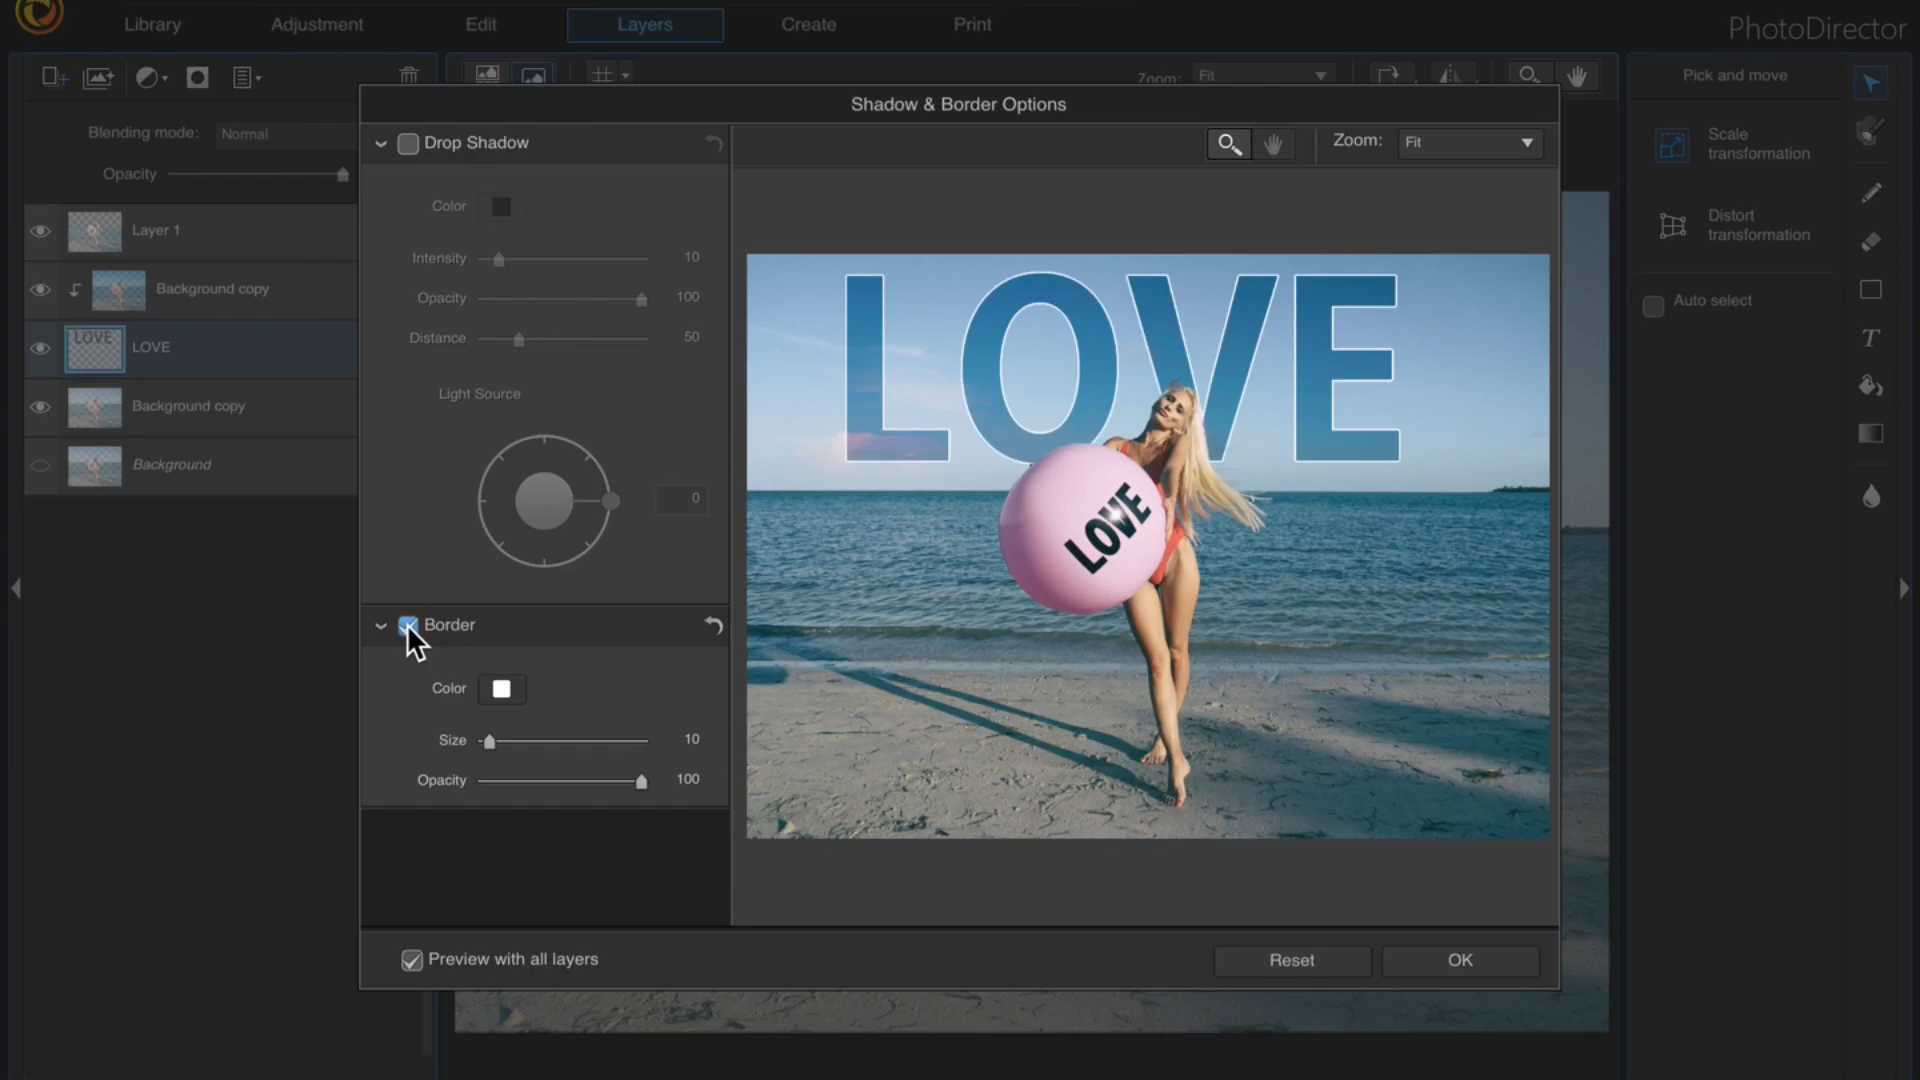 Library
Adjustment
Edit
Layers
Create
Print
PhotoDirector
Zoom: Fit
Pick and move
Blending mode: Normal
Opacity
Layer 1
Background copy
LOVE
LOVE
Background copy
Background
Shadow & Border Options
Drop Shadow
Color
Intensity 10
Opacity 100
Distance 50
Light Source
0
Border
Color
Size 10
Opacity 100
Zoom: Fit
LOVE
LOVE
Preview with all layers
Reset
OK
Scale
transformation
Distort
transformation
Auto select
T